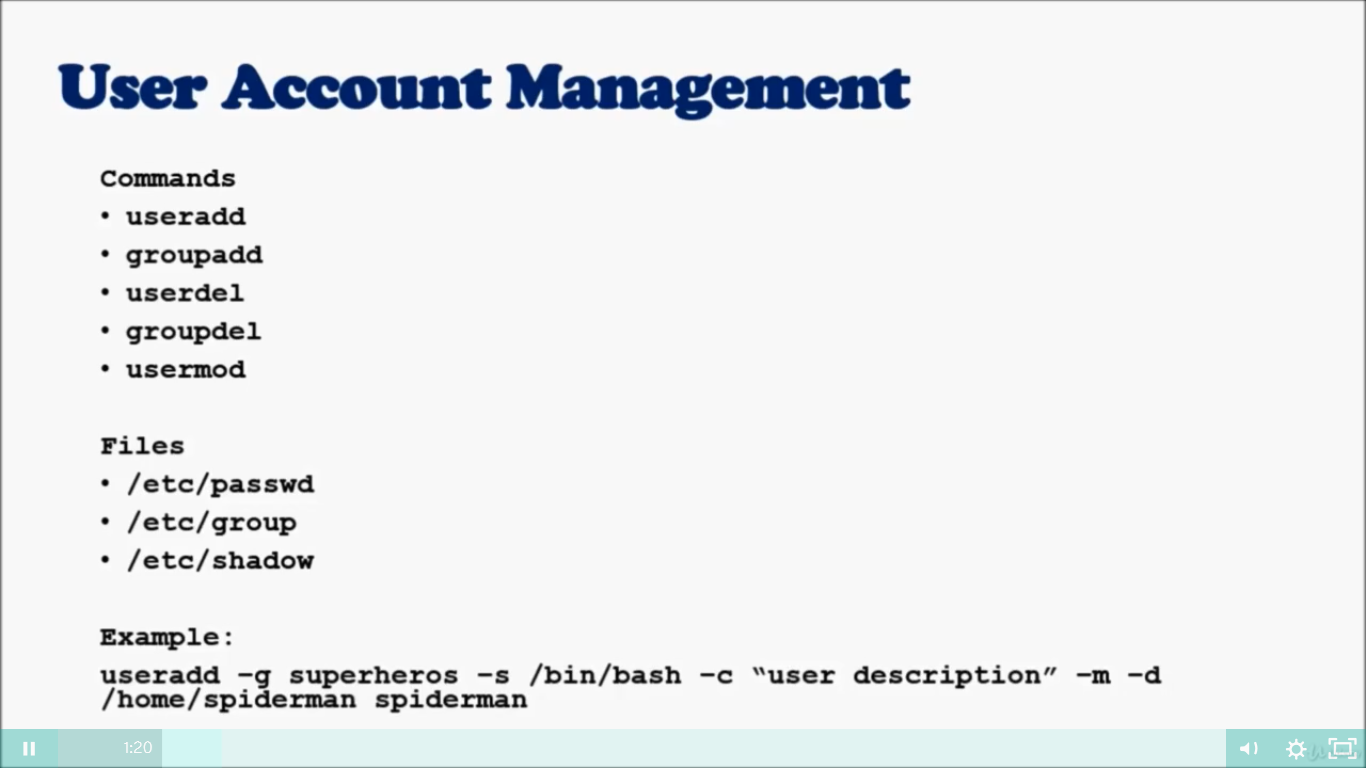 User Account Management
Commands
• useradd
• groupadd
• userdel
• groupdel
• usermod
Files
• /etc/passwd
• /etc/group
• /etc/shadow
Example:
useradd –g superheros –s /bin/bash –c “user description” –m –d
/home/spiderman spiderman
1:20